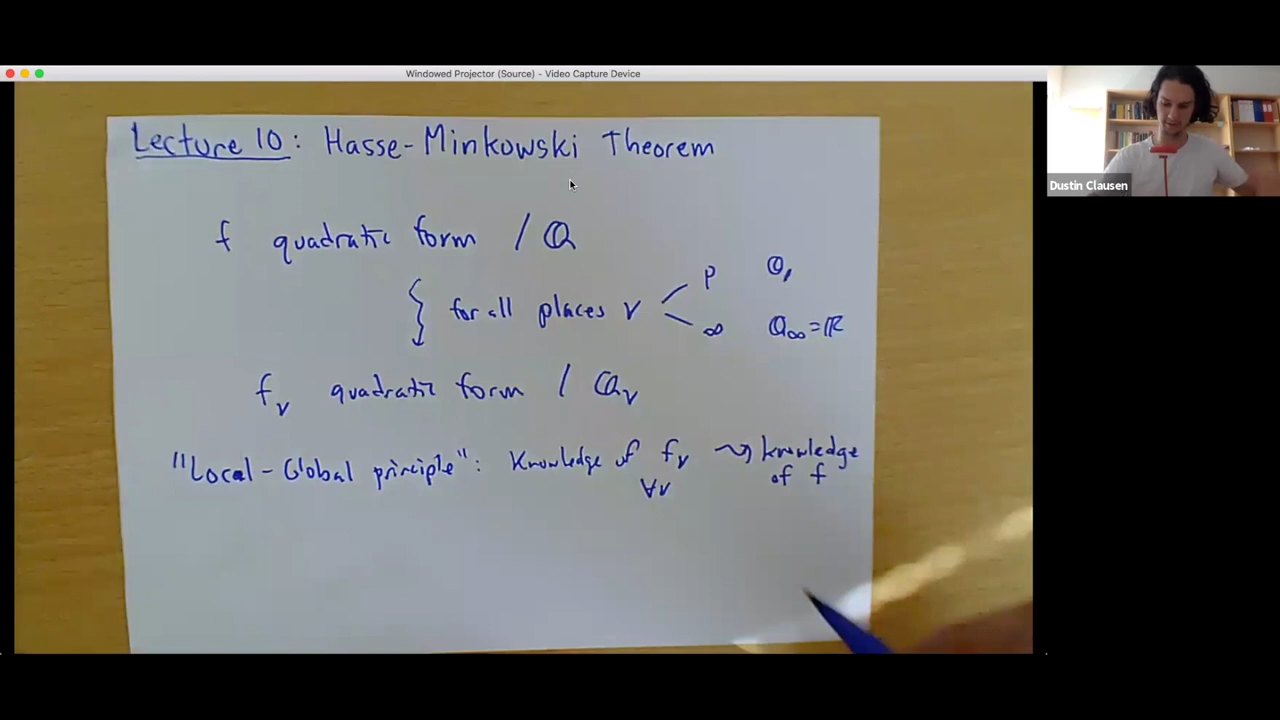 Windowed Projector (Source) - Video Capture Device
Lecture 10: Hasse-Minkowski Theorem
f quadratic form / ℚ
for all places v
p ℚp
∞ ℚ∞ = ℝ
fv quadratic form / ℚv
"Local-Global principle": Knowledge of fv ⇝ knowledge of f
∀v
Dustin Clausen